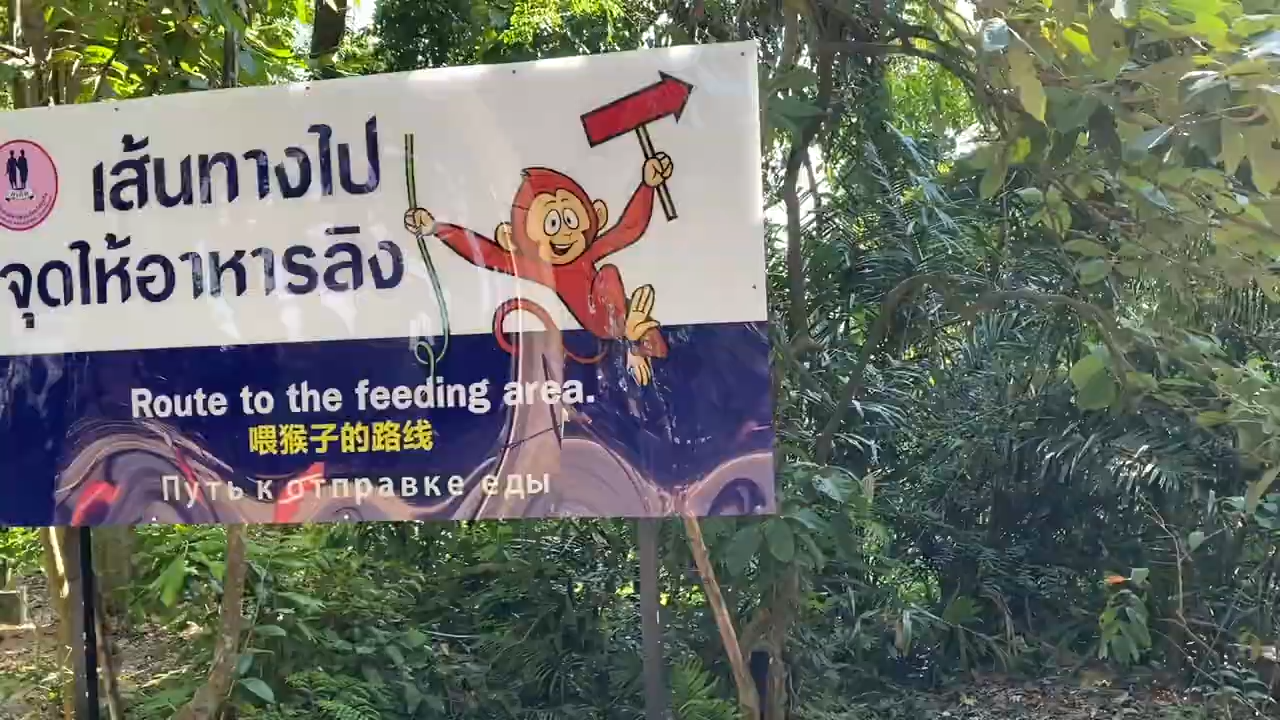 เส้นทางไป
จุดให้อาหารลิง
Route to the feeding area.
喂猴子的路线
Путь к отправке еды